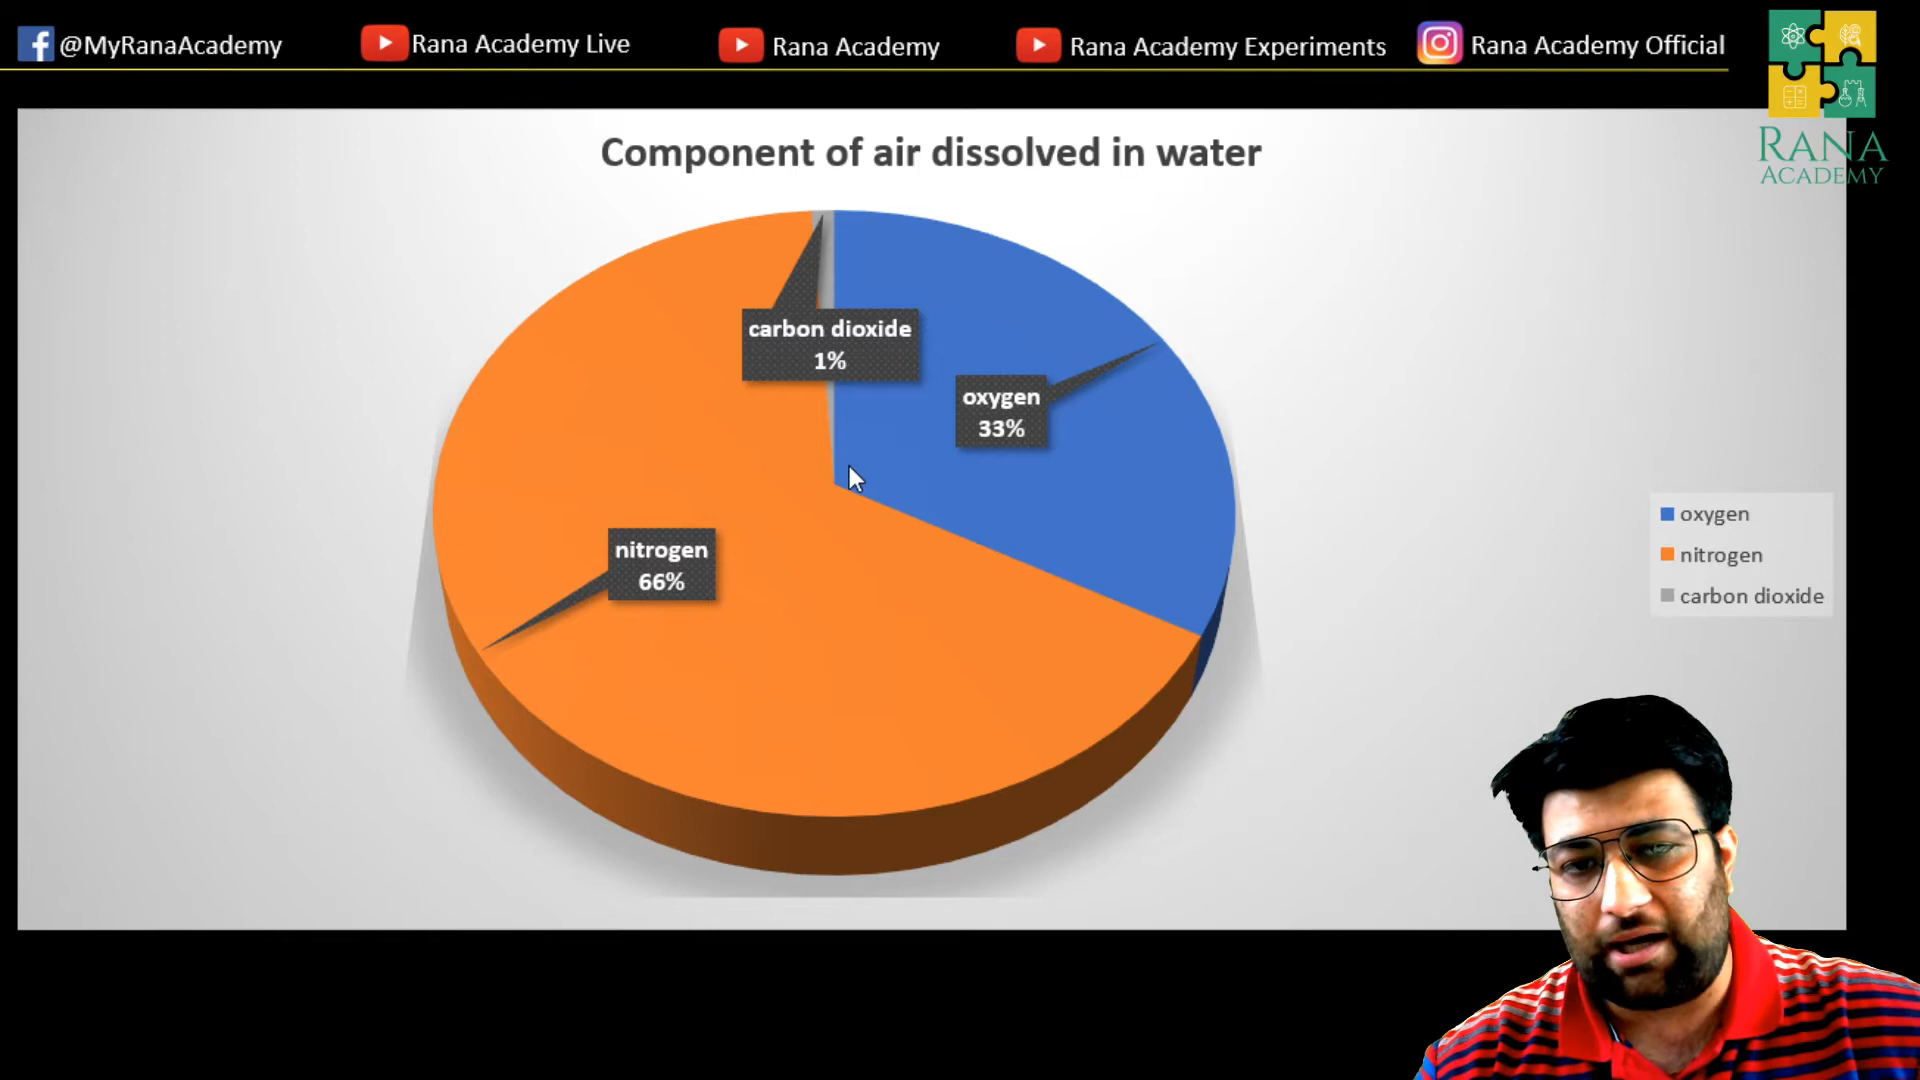 @MyRanaAcademy
Rana Academy Live
Rana Academy
Rana Academy Experiments
Rana Academy Official
RANA
ACADEMY
Component of air dissolved in water
carbon dioxide
1%
oxygen
33%
nitrogen
66%
oxygen
nitrogen
carbon dioxide